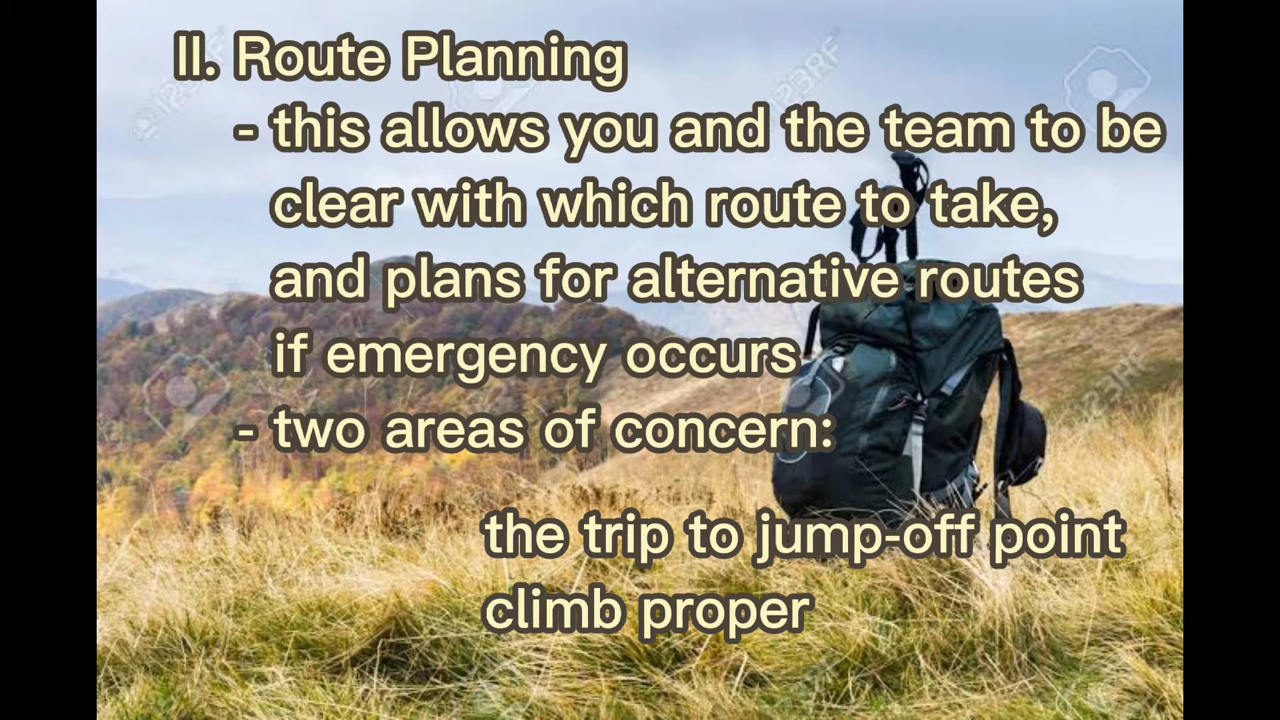 II. Route Planning
- this allows you and the team to be
clear with which route to take,
and plans for alternative routes
if emergency occurs
- two areas of concern:
the trip to jump-off point
climb proper
123RF